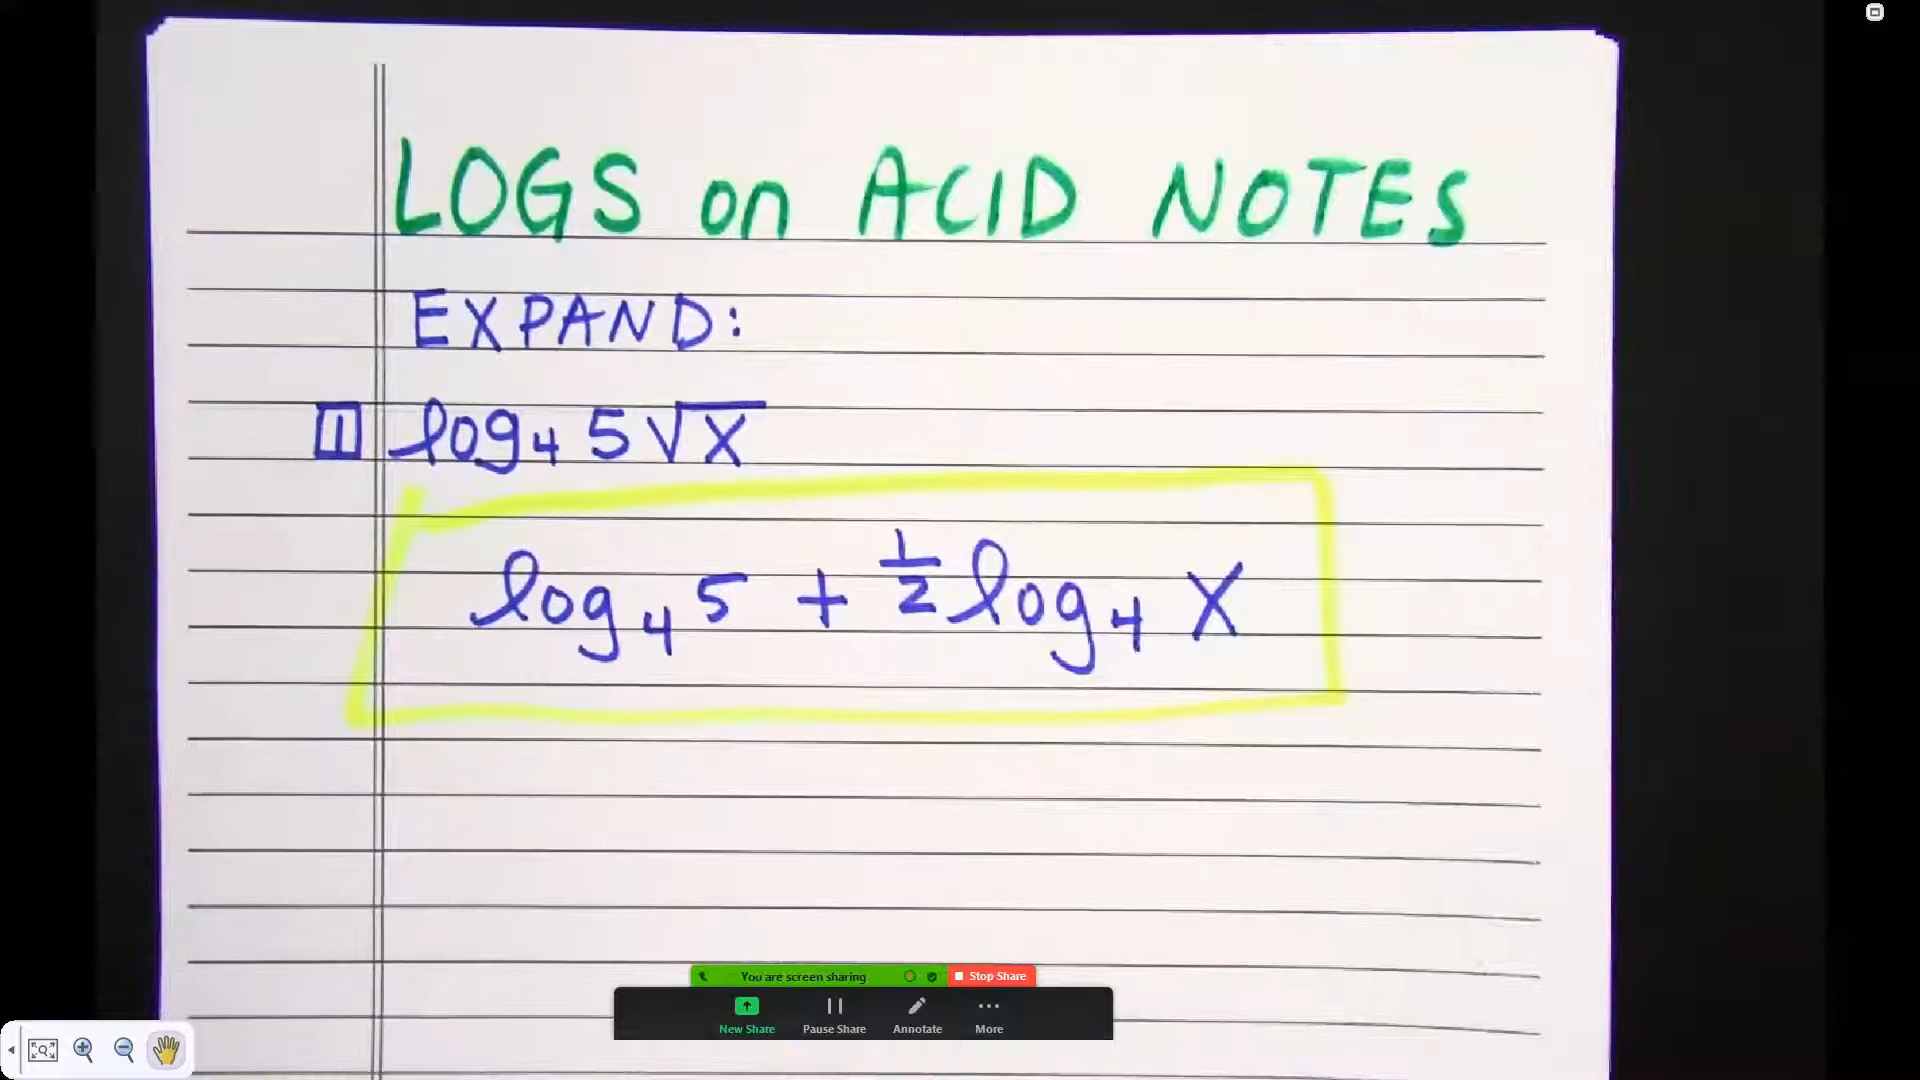 LOGS on ACID NOTES
EXPAND:
1 log₄ 5√x
log₄ 5 + ½ log₄ x
You are screen sharing Stop Share
New Share Pause Share Annotate More